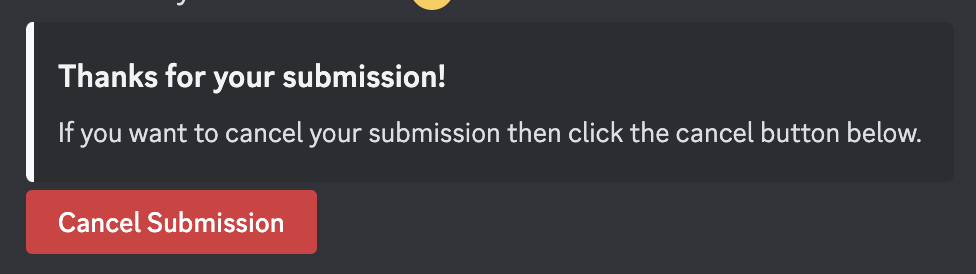 Thanks for your submission!
If you want to cancel your submission then click the cancel button below.
Cancel Submission